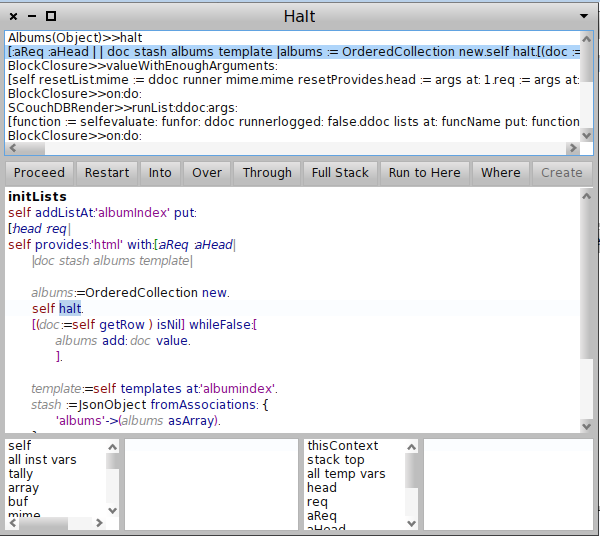 Halt
Albums(Object)>>halt
[:aReq :aHead | | doc stash albums template |albums := OrderedCollection new.self halt.[(doc :=
BlockClosure>>valueWithEnoughArguments:
[self resetList.mime := ddoc runner mime.mime resetProvides.head := args at: 1.req := args at:
BlockClosure>>on:do:
SCouchDBRender>>runList:ddoc:args:
[function := selfevaluate: funfor: ddoc runnerlogged: false.ddoc lists at: funcName put: function
BlockClosure>>on:do:
Proceed Restart Into Over Through Full Stack Run to Here Where Create
initLists
self addListAt:'albumIndex' put:
[:head :req|
self provides:'html' with:[:aReq :aHead|
|doc stash albums template|
albums:=OrderedCollection new.
self halt.
[(doc:=self getRow ) isNil] whileFalse:[
albums add: doc value.
].
template:=self templates at:'albumindex'.
stash :=JsonObject fromAssociations: {
'albums'->(albums asArray).
self
all inst vars
tally
array
buf
mime
thisContext
stack top
all temp vars
head
req
aReq
aHead